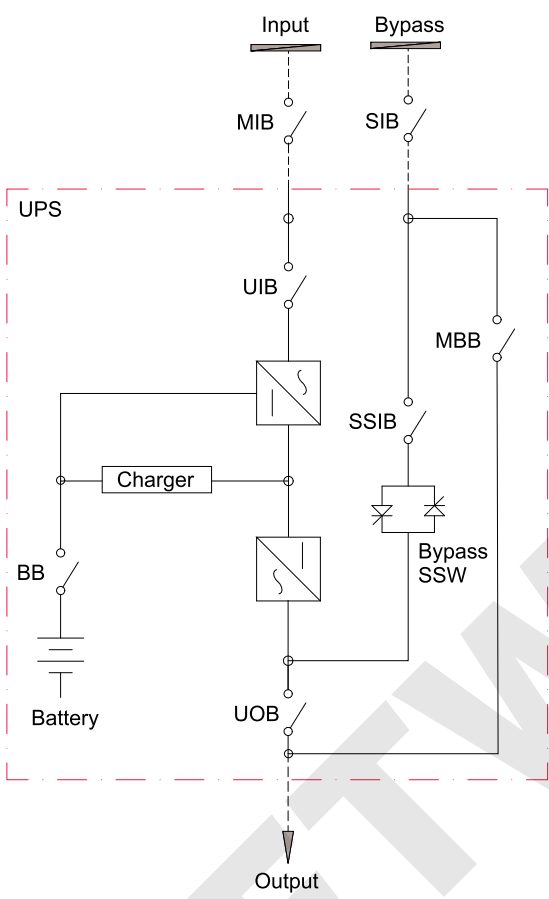 Input
Bypass
MIB
SIB
UPS
UIB
MBB
SSIB
Charger
Bypass
SSW
BB
Battery
UOB
Output